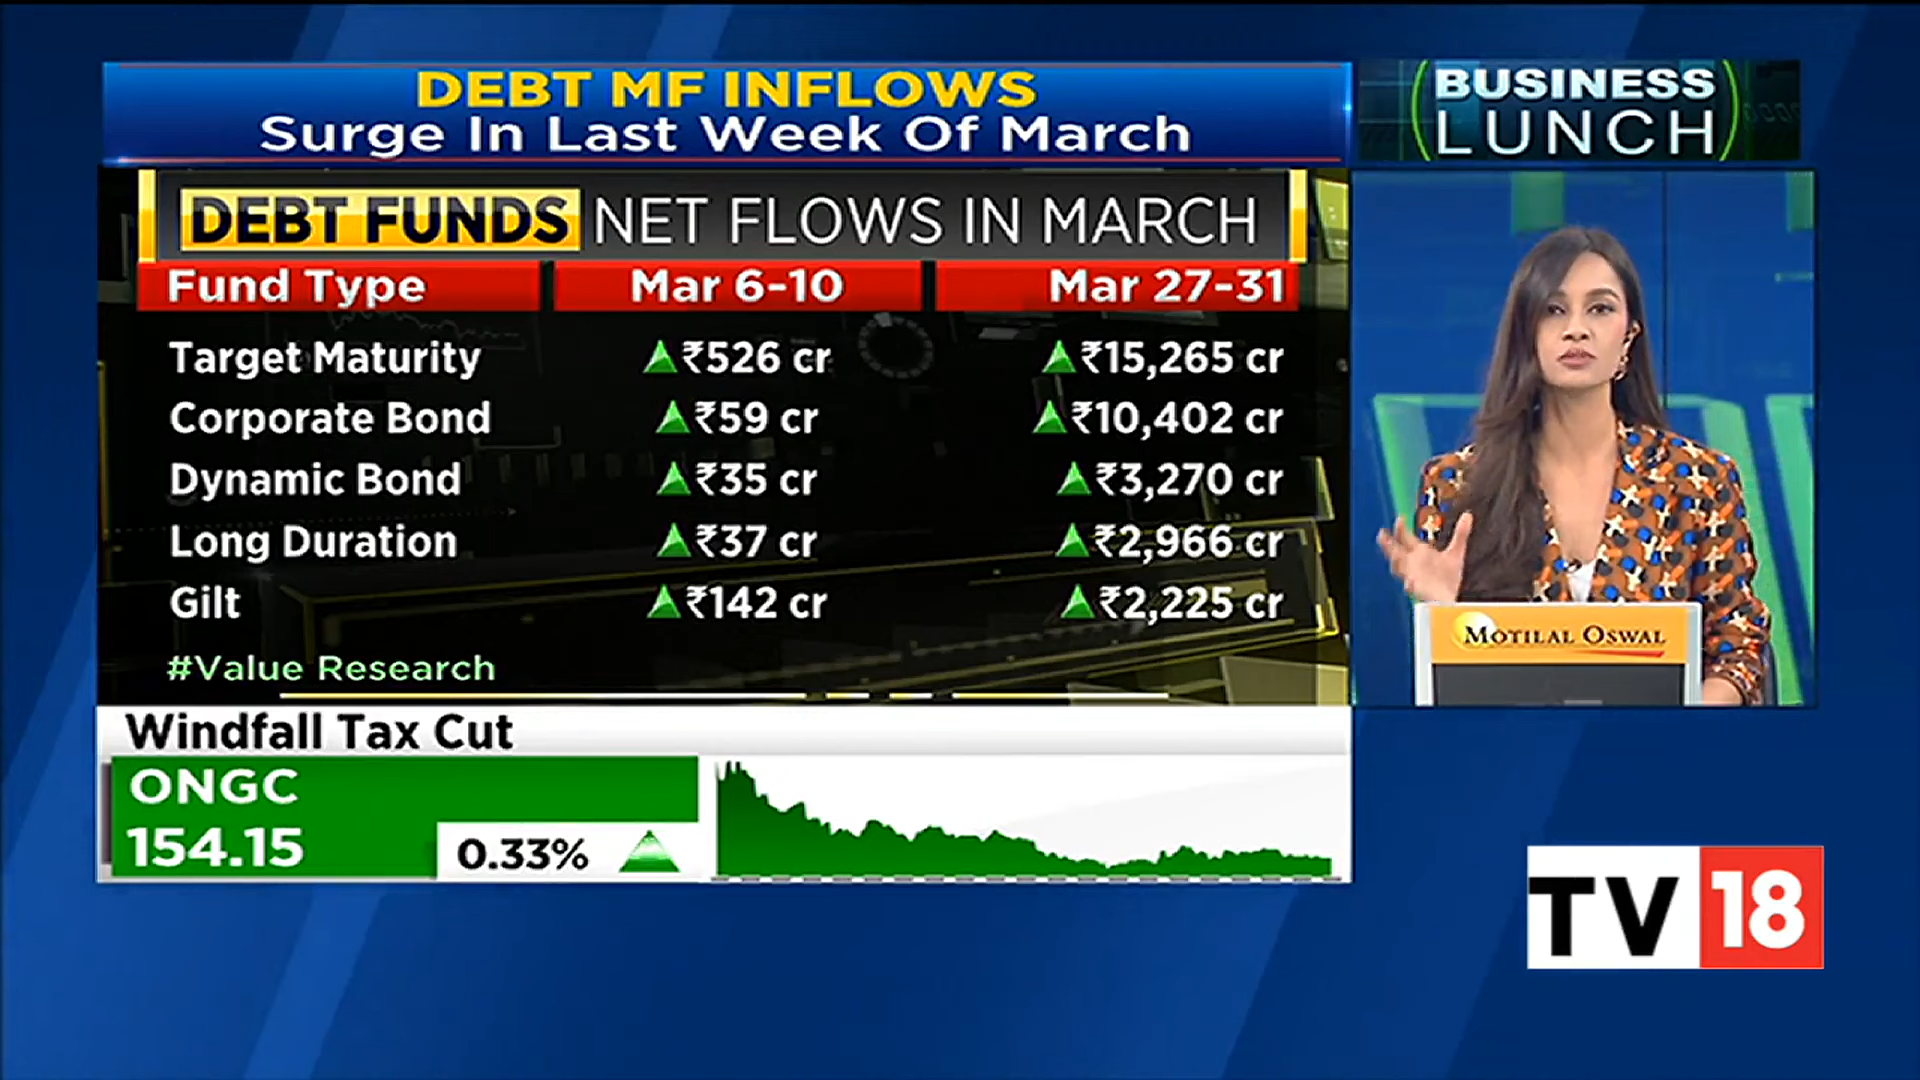 DEBT MF INFLOWS
Surge In Last Week Of March
BUSINESS
LUNCH
DEBT FUNDS NET FLOWS IN MARCH
Fund Type Mar 6-10 Mar 27-31
Target Maturity ₹526 cr ₹15,265 cr
Corporate Bond ₹59 cr ₹10,402 cr
Dynamic Bond ₹35 cr ₹3,270 cr
Long Duration ₹37 cr ₹2,966 cr
Gilt ₹142 cr ₹2,225 cr
#Value Research
MOTILAL OSWAL
Windfall Tax Cut
ONGC
154.15 0.33%
TV 18